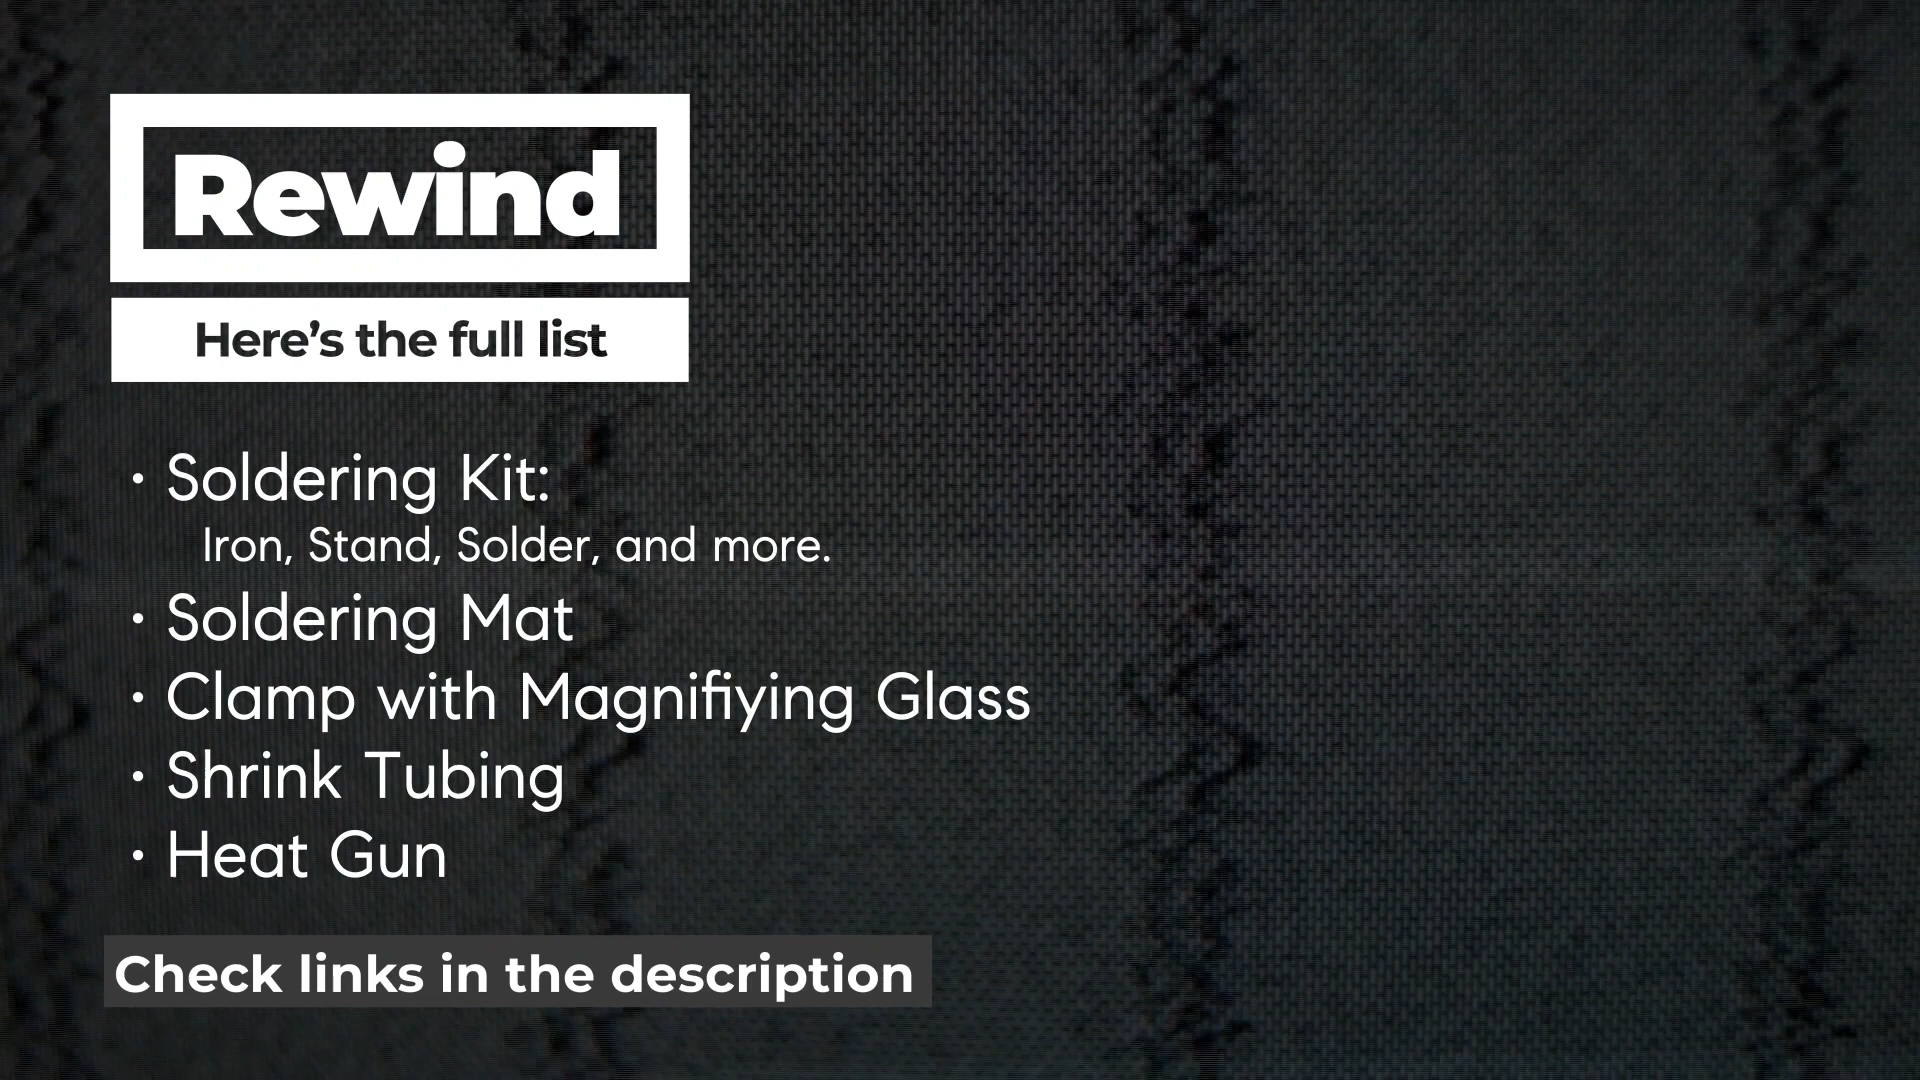 Rewind
Here's the full list
· Soldering Kit:
Iron, Stand, Solder, and more.
· Soldering Mat
· Clamp with Magnifiying Glass
· Shrink Tubing
· Heat Gun
Check links in the description